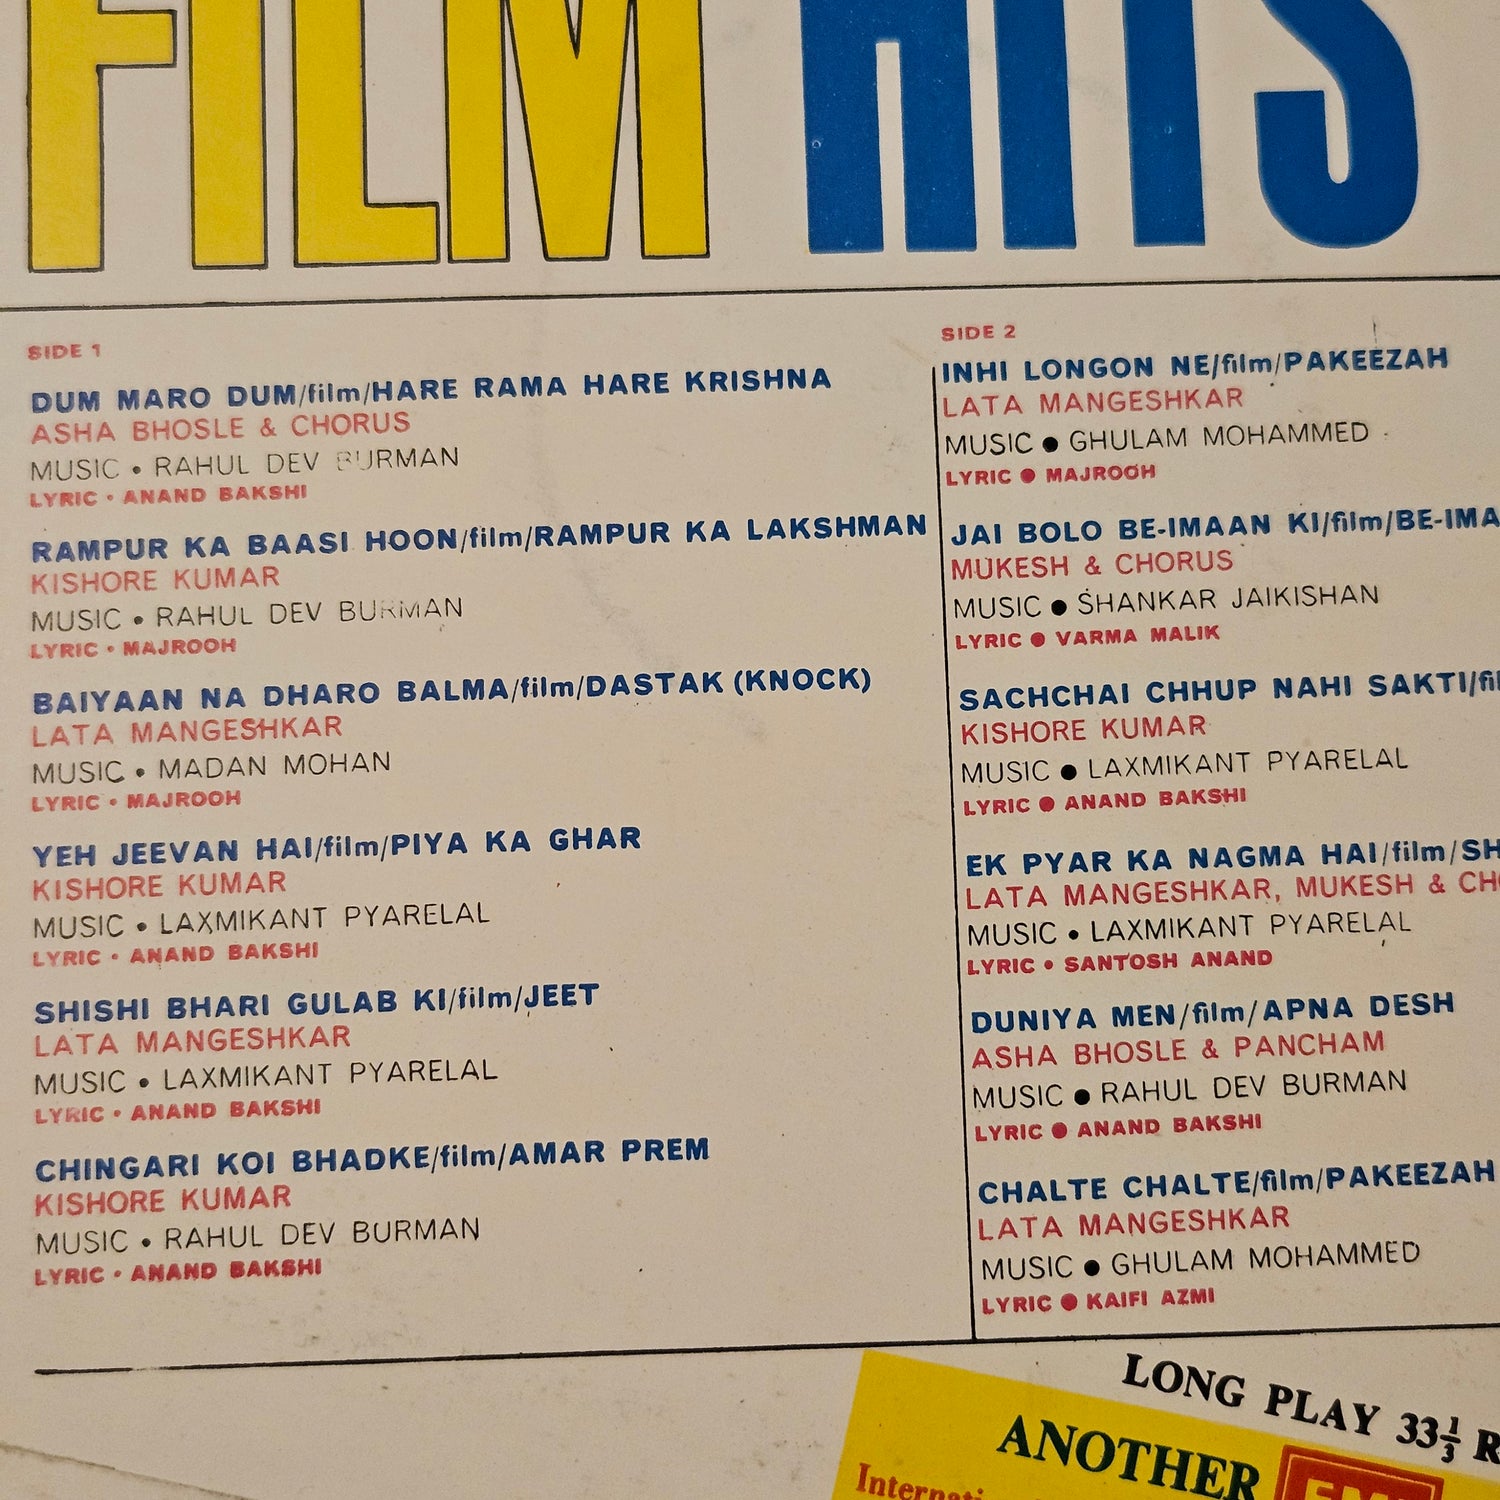 FILM HITS
SIDE 1
DUM MARO DUM/film/HARE RAMA HARE KRISHNA
ASHA BHOSLE & CHORUS
MUSIC • RAHUL DEV BURMAN
LYRIC • ANAND BAKSHI
RAMPUR KA BAASI HOON/film/RAMPUR KA LAKSHMAN
KISHORE KUMAR
MUSIC • RAHUL DEV BURMAN
LYRIC • MAJROOH
BAIYAAN NA DHARO BALMA/film/DASTAK (KNOCK)
LATA MANGESHKAR
MUSIC • MADAN MOHAN
LYRIC • MAJROOH
YEH JEEVAN HAI/film/PIYA KA GHAR
KISHORE KUMAR
MUSIC • LAXMIKANT PYARELAL
LYRIC • ANAND BAKSHI
SHISHI BHARI GULAB KI/film/JEET
LATA MANGESHKAR
MUSIC • LAXMIKANT PYARELAL
LYRIC • ANAND BAKSHI
CHINGARI KOI BHADKE/film/AMAR PREM
KISHORE KUMAR
MUSIC • RAHUL DEV BURMAN
LYRIC • ANAND BAKSHI
SIDE 2
INHI LONGON NE/film/PAKEEZAH
LATA MANGESHKAR
MUSIC ● GHULAM MOHAMMED
LYRIC ● MAJROOH
JAI BOLO BE-IMAAN KI/film/BE-IMA
MUKESH & CHORUS
MUSIC ● SHANKAR JAIKISHAN
LYRIC ● VARMA MALIK
SACHCHAI CHHUP NAHI SAKTI/fil
KISHORE KUMAR
MUSIC ● LAXMIKANT PYARELAL
LYRIC ● ANAND BAKSHI
EK PYAR KA NAGMA HAI/film/SH
LATA MANGESHKAR, MUKESH & CHO
MUSIC • LAXMIKANT PYARELAL
LYRIC • SANTOSH ANAND
DUNIYA MEN/film/APNA DESH
ASHA BHOSLE & PANCHAM
MUSIC ● RAHUL DEV BURMAN
LYRIC ● ANAND BAKSHI
CHALTE CHALTE/film/PAKEEZAH
LATA MANGESHKAR
MUSIC ● GHULAM MOHAMMED
LYRIC ● KAIFI AZMI
LONG PLAY 33⅓ R
ANOTHER EMI
Internati